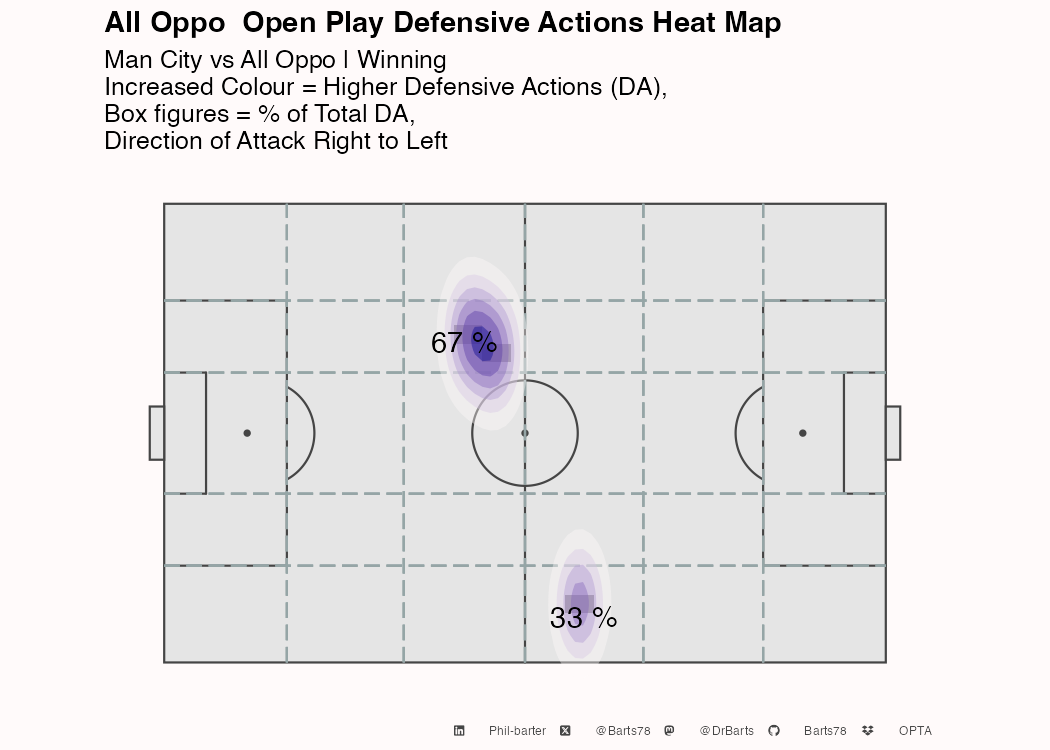 All Oppo  Open Play Defensive Actions Heat Map
Man City vs All Oppo | Winning
Increased Colour = Higher Defensive Actions (DA),
Box figures = % of Total DA,
Direction of Attack Right to Left
67 %
33 %
Phil-barter @Barts78 @DrBarts Barts78 OPTA